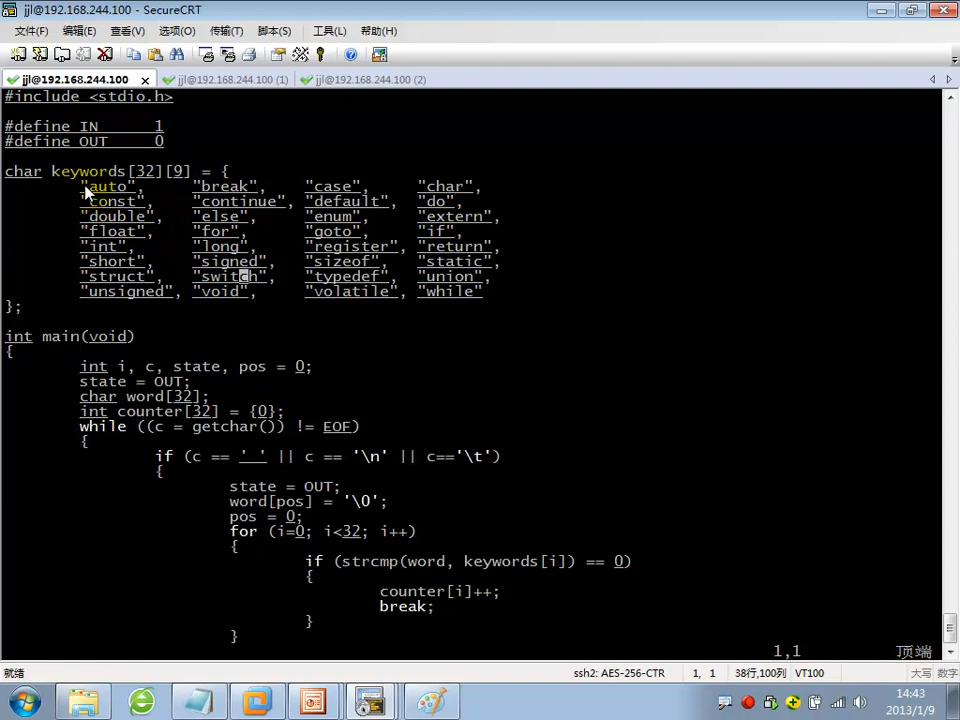 jjl@192.168.244.100 - SecureCRT
文件(F) 编辑(E) 查看(V) 选项(O) 传输(T) 脚本(S) 工具(L) 帮助(H)
jjl@192.168.244.100 jjl@192.168.244.100 (1) jjl@192.168.244.100 (2)
#include <stdio.h>
#define IN 1
#define OUT 0
char keywords[32][9] = {
"auto", "break", "case", "char",
"const", "continue", "default", "do",
"double", "else", "enum", "extern",
"float", "for", "goto", "if",
"int", "long", "register", "return",
"short", "signed", "sizeof", "static",
"struct", "switch", "typedef", "union",
"unsigned", "void", "volatile", "while"
};
int main(void)
{
int i, c, state, pos = 0;
state = OUT;
char word[32];
int counter[32] = {0};
while ((c = getchar()) != EOF)
{
if (c == ' ' || c == '\n' || c=='\t')
{
state = OUT;
word[pos] = '\0';
pos = 0;
for (i=0; i<32; i++)
{
if (strcmp(word, keywords[i]) == 0)
{
counter[i]++;
break;
}
}
1,1 顶端
就绪 ssh2: AES-256-CTR 1, 1 38行,100列 VT100 大写 数字
14:43
2013/1/9